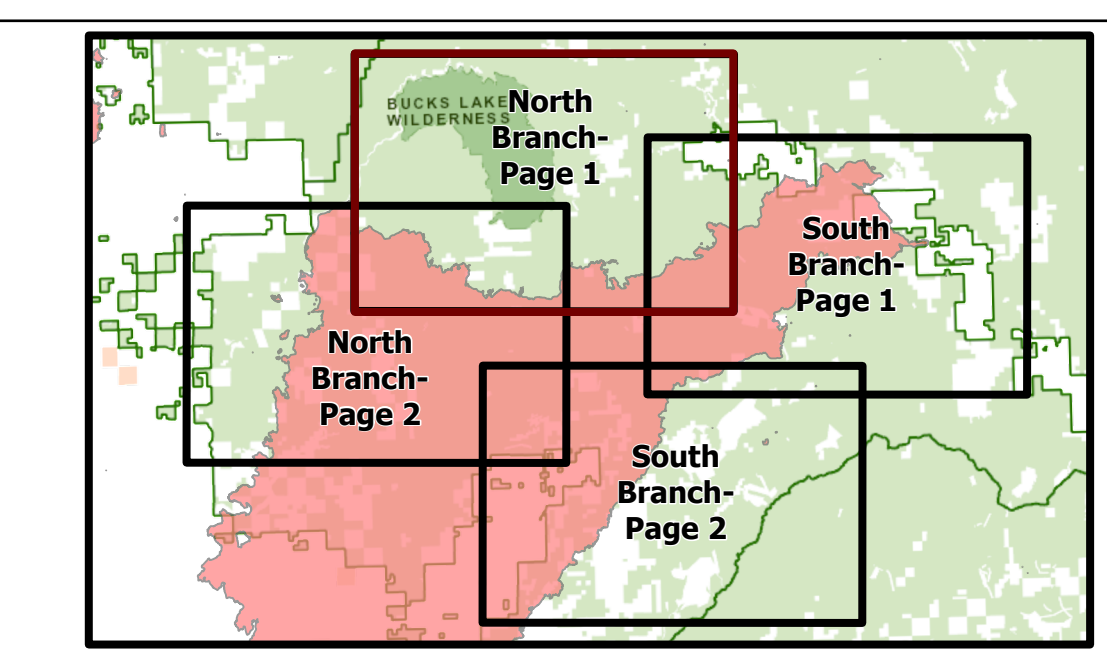 BUCKS LAKE
WILDERNESS
North
Branch-
Page 1
South
Branch-
Page 1
North
Branch-
Page 2
South
Branch-
Page 2